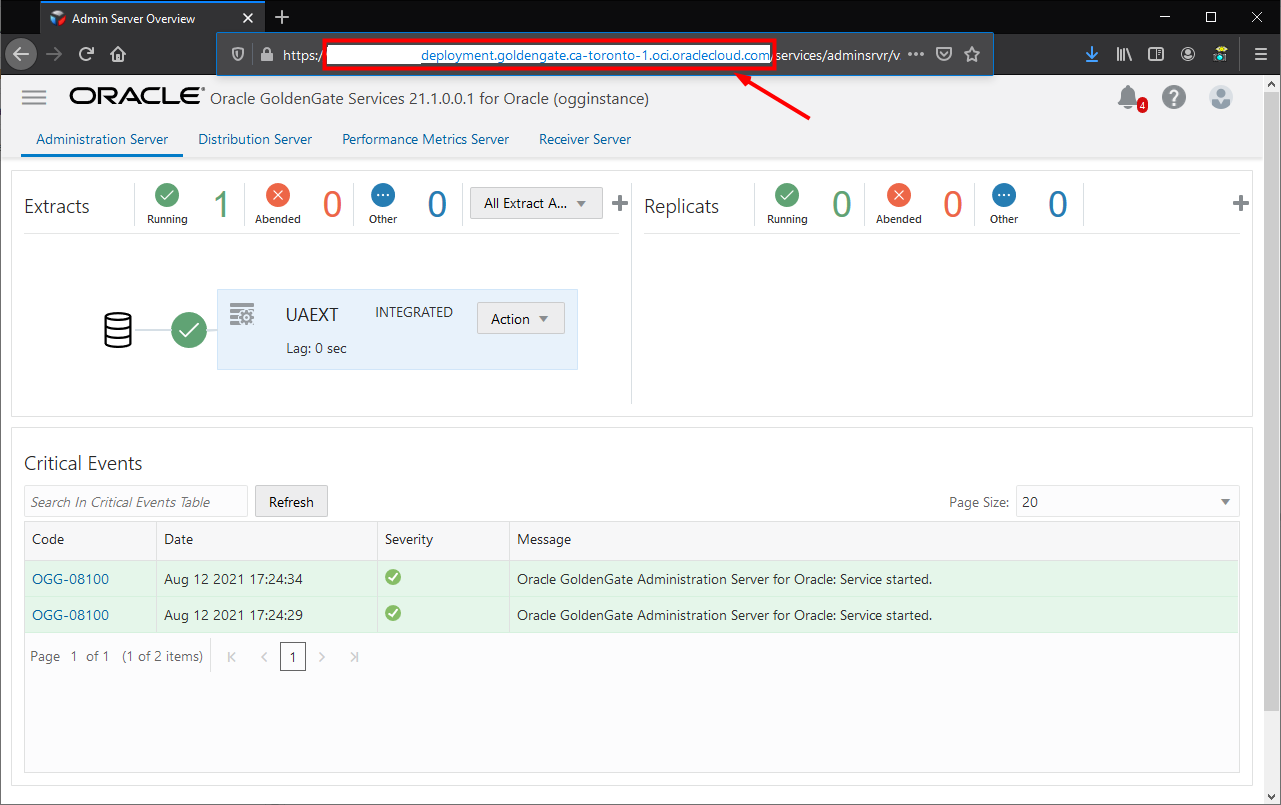 Admin Server Overview
https:/ deployment.goldengate.ca-toronto-1.oci.oraclecloud.com/services/adminsrvr/v
ORACLE Oracle GoldenGate Services 21.1.0.0.1 for Oracle (ogginstance)
4
Administration Server Distribution Server Performance Metrics Server Receiver Server
Extracts Running 1 Abended 0 Other 0 All Extract A...
Replicats Running 0 Abended 0 Other 0
UAEXT INTEGRATED Action
Lag: 0 sec
Critical Events
Search In Critical Events Table Refresh Page Size: 20
Code Date Severity Message
OGG-08100 Aug 12 2021 17:24:34 Oracle GoldenGate Administration Server for Oracle: Service started.
OGG-08100 Aug 12 2021 17:24:29 Oracle GoldenGate Administration Server for Oracle: Service started.
Page 1 of 1 (1 of 2 items) 1